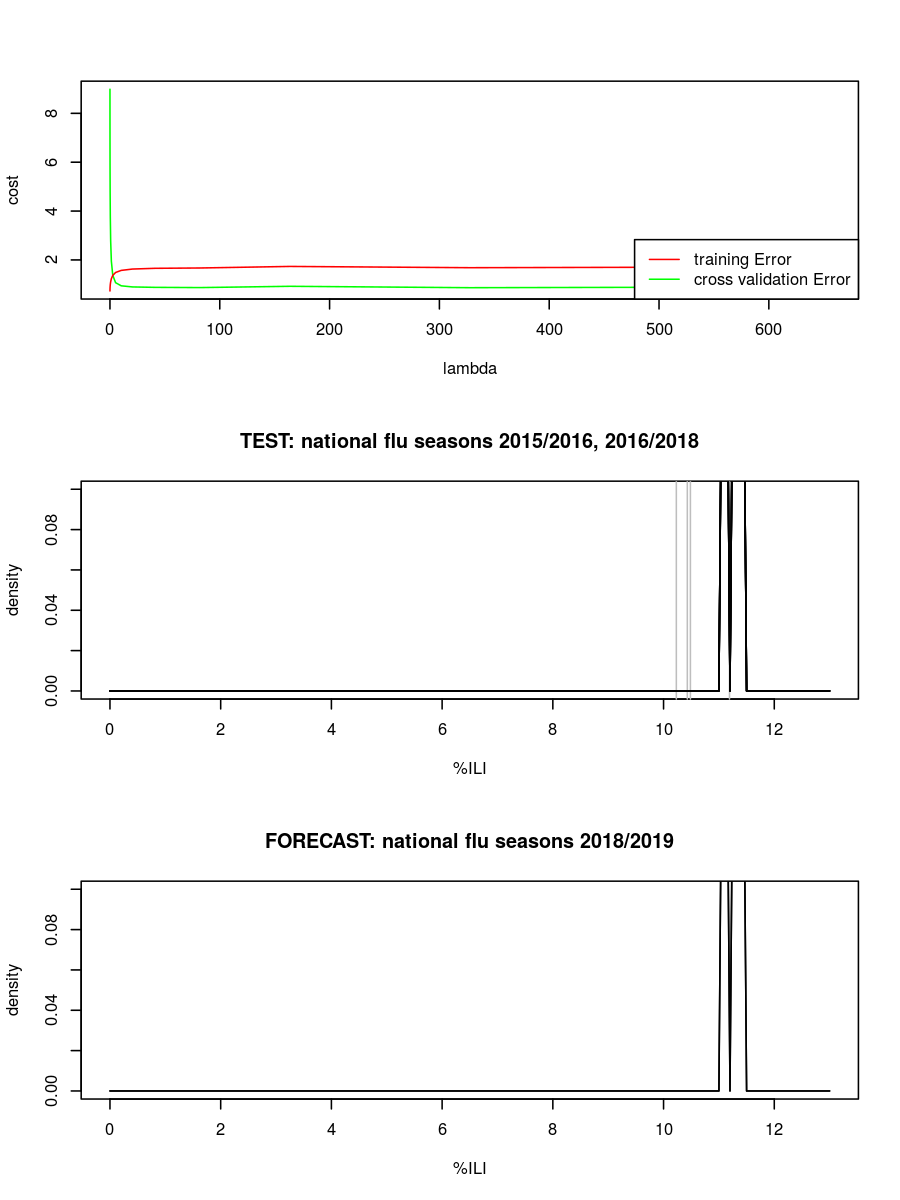 cost
8
6
4
2
training Error
cross validation Error
0 100 200 300 400 500 600
lambda
TEST: national flu seasons 2015/2016, 2016/2018
density
0.08
0.04
0.00
0 2 4 6 8 10 12
%ILI
FORECAST: national flu seasons 2018/2019
density
0.08
0.04
0.00
0 2 4 6 8 10 12
%ILI